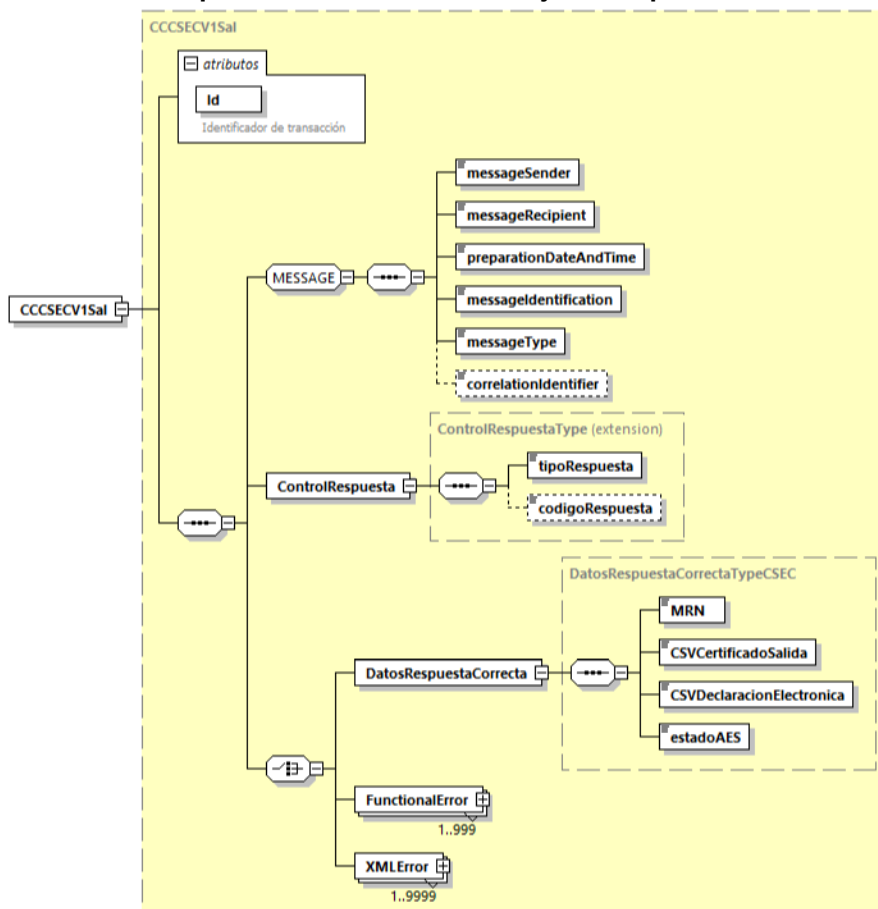 CCCSECV1Sal
atributos
Id
Identificador de transacción
messageSender
messageRecipient
preparationDateAndTime
MESSAGE
messageIdentification
CCCSECV1Sal
messageType
correlationIdentifier
ControlRespuestaType (extension)
tipoRespuesta
ControlRespuesta
codigoRespuesta
DatosRespuestaCorrectaTypeCSEC
MRN
CSVCertificadoSalida
DatosRespuestaCorrecta
CSVDeclaracionElectronica
estadoAES
FunctionalError
1..999
XMLError
1..9999